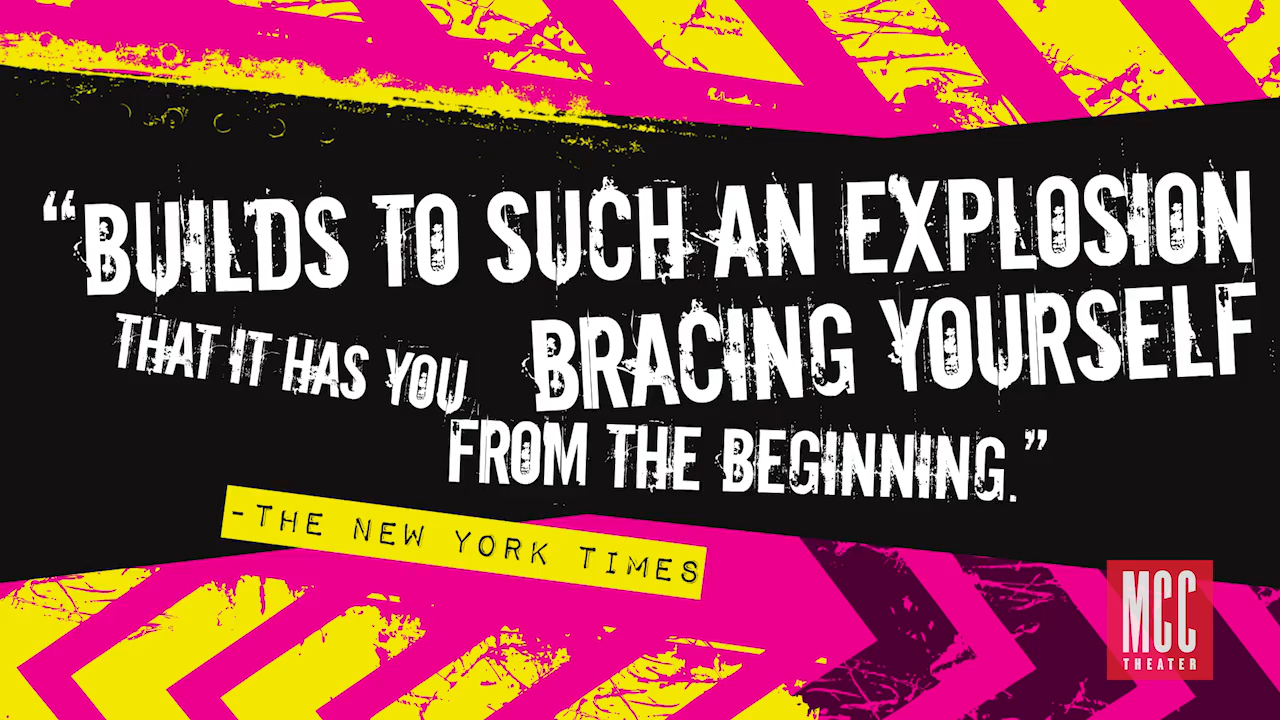 “BUILDS TO SUCH AN EXPLOSION
THAT IT HAS YOU BRACING YOURSELF
FROM THE BEGINNING.”
-THE NEW YORK TIMES
MCC
THEATER